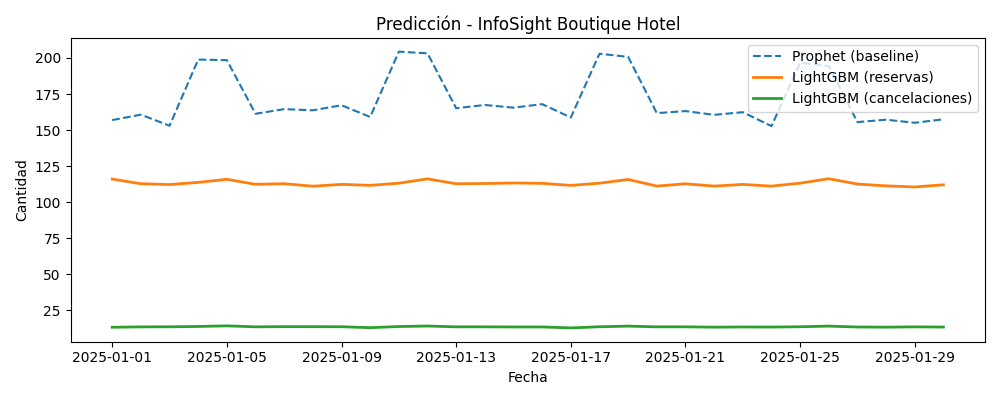 Predicción - InfoSight Boutique Hotel
Prophet (baseline)
LightGBM (reservas)
LightGBM (cancelaciones)
Cantidad
200
175
150
125
100
75
50
25
2025-01-01 2025-01-05 2025-01-09 2025-01-13 2025-01-17 2025-01-21 2025-01-25 2025-01-29
Fecha